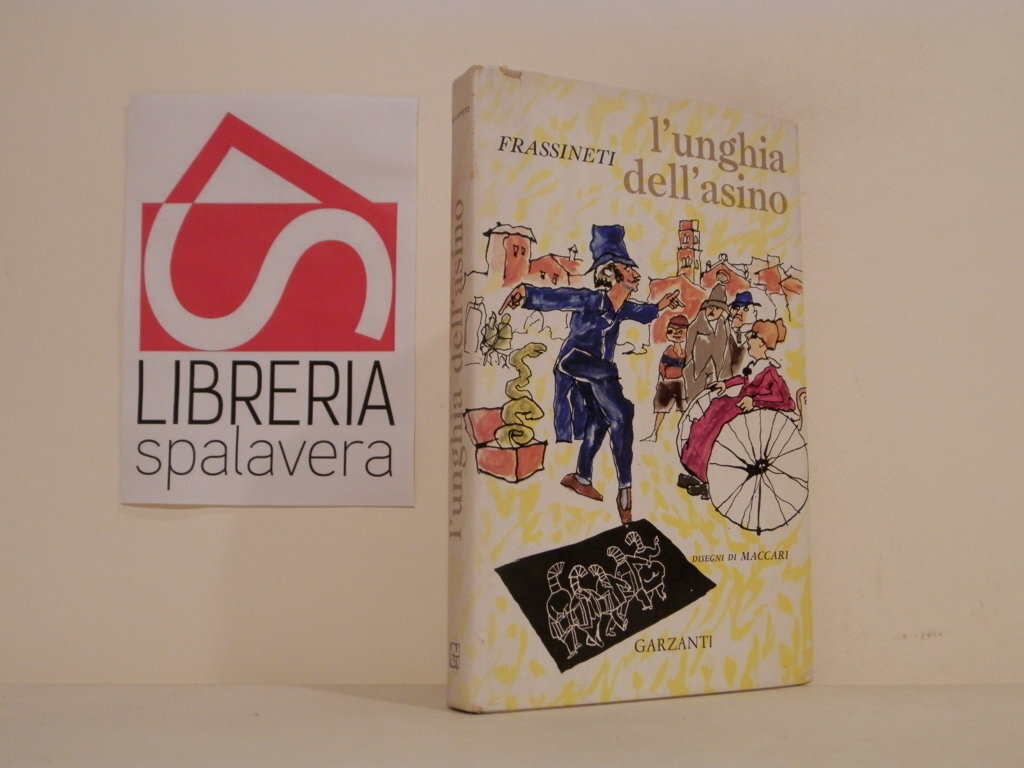 LIBRERIA
spalavera
FRASSINETI
l'unghia
dell'asino
DISEGNI DI MACCARI
GARZANTI
l'unghia dell'asino